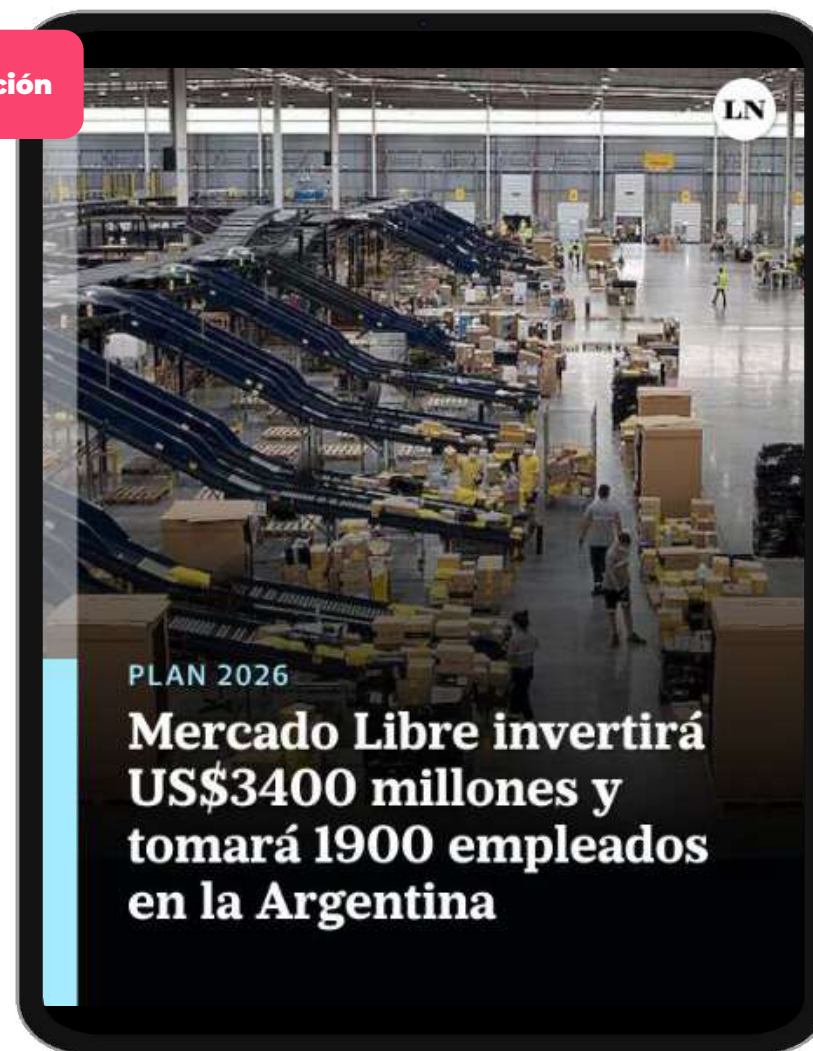 ción
LN
PLAN 2026
Mercado Libre invertirá
US$3400 millones y
tomará 1900 empleados
en la Argentina